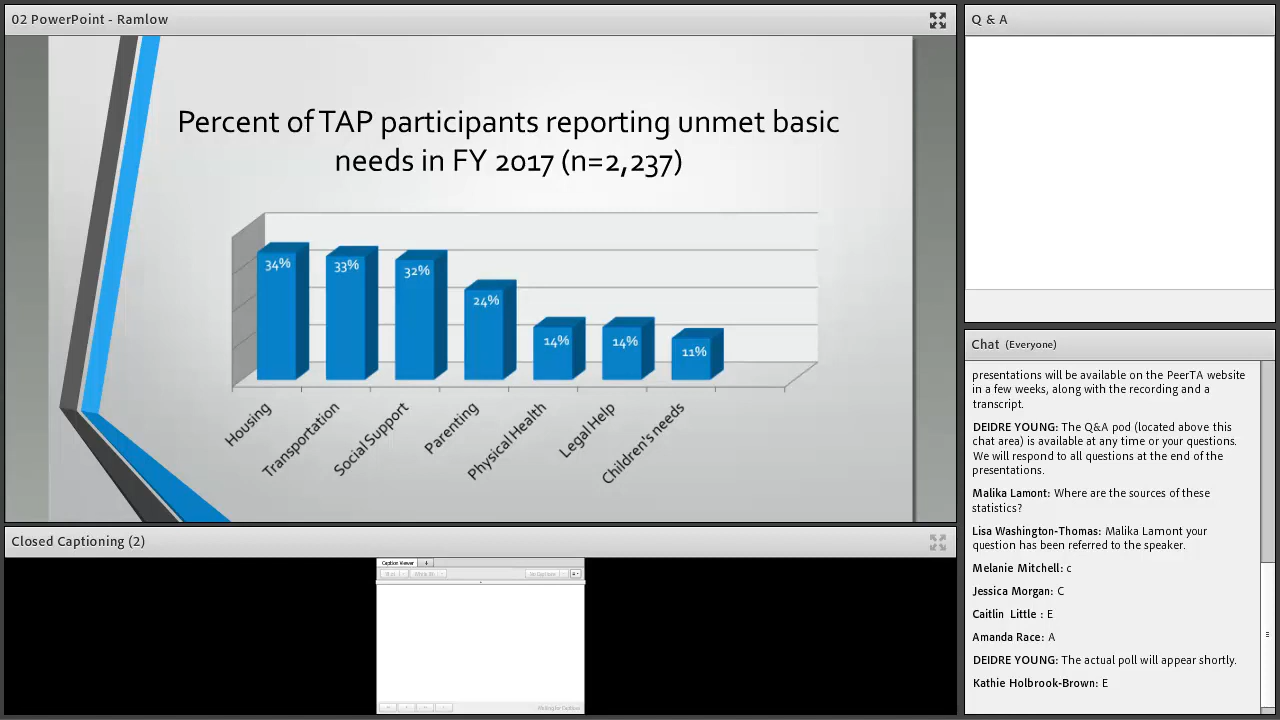 02 PowerPoint - Ramlow
Percent of TAP participants reporting unmet basic
needs in FY 2017 (n=2,237)
34%
33%
32%
24%
14%
14%
11%
Housing
Transportation
Social Support
Parenting
Physical Health
Legal Help
Children's needs
Closed Captioning (2)
Caption Viewer
Q & A
Chat (Everyone)
presentations will be available on the PeerTA website
in a few weeks, along with the recording and a
transcript.
DEIDRE YOUNG: The Q&A pod (located above this
chat area) is available at any time or your questions.
We will respond to all questions at the end of the
presentations.
Malika Lamont: Where are the sources of these
statistics?
Lisa Washington-Thomas: Malika Lamont your
question has been referred to the speaker.
Melanie Mitchell: c
Jessica Morgan: C
Caitlin Little : E
Amanda Race: A
DEIDRE YOUNG: The actual poll will appear shortly.
Kathie Holbrook-Brown: E